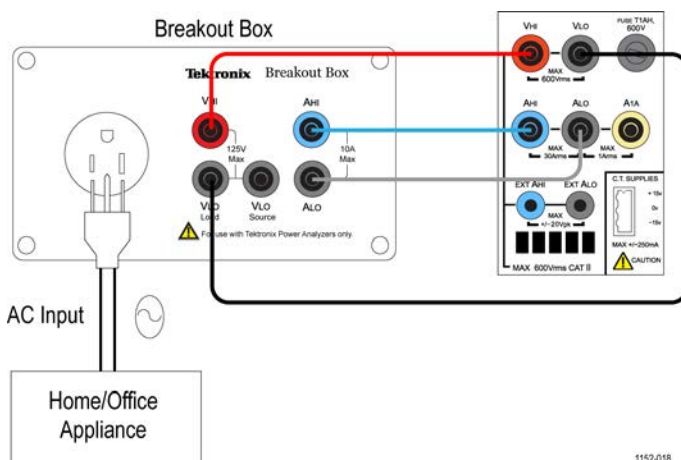 Breakout Box
Tektronix Breakout Box
VHI
AHI
125V
Max
10A
Max
VLO
Load
VLO
Source
ALO
For use with Tektronix Power Analyzers only.
AC Input
Home/Office
Appliance
VHI
VLO
FUSE T1AH,
600V
MAX
600Vrms
AHI
ALO
A1A
MAX
30Arms
MAX
1Arms
EXT AHI
EXT ALO
MAX
+/-20Vpk
MAX 600Vrms CAT II
C.T. SUPPLIES
+15v
0v
-15v
MAX +/-250mA
CAUTION
1152-018